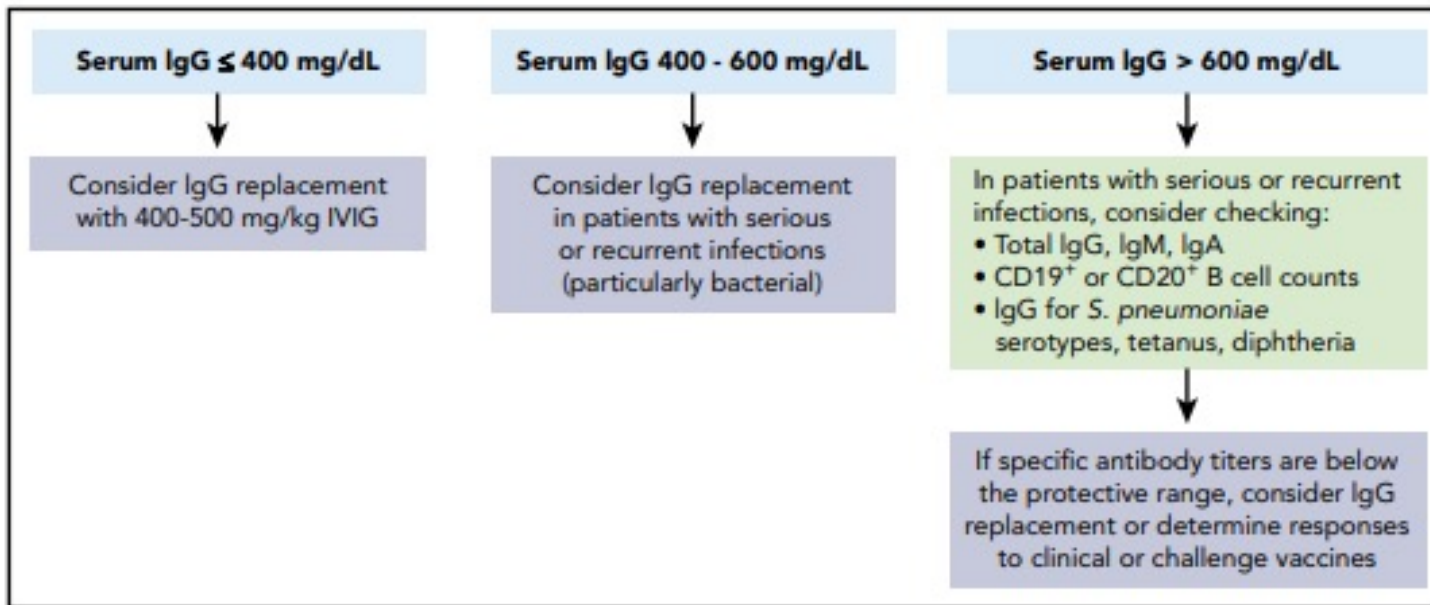 Serum IgG ≤ 400 mg/dL
Consider IgG replacement
with 400-500 mg/kg IVIG
Serum IgG 400 - 600 mg/dL
Consider IgG replacement
in patients with serious
or recurrent infections
(particularly bacterial)
Serum IgG > 600 mg/dL
In patients with serious or recurrent
infections, consider checking:
• Total IgG, IgM, IgA
• CD19⁺ or CD20⁺ B cell counts
• IgG for S. pneumoniae
serotypes, tetanus, diphtheria
If specific antibody titers are below
the protective range, consider IgG
replacement or determine responses
to clinical or challenge vaccines